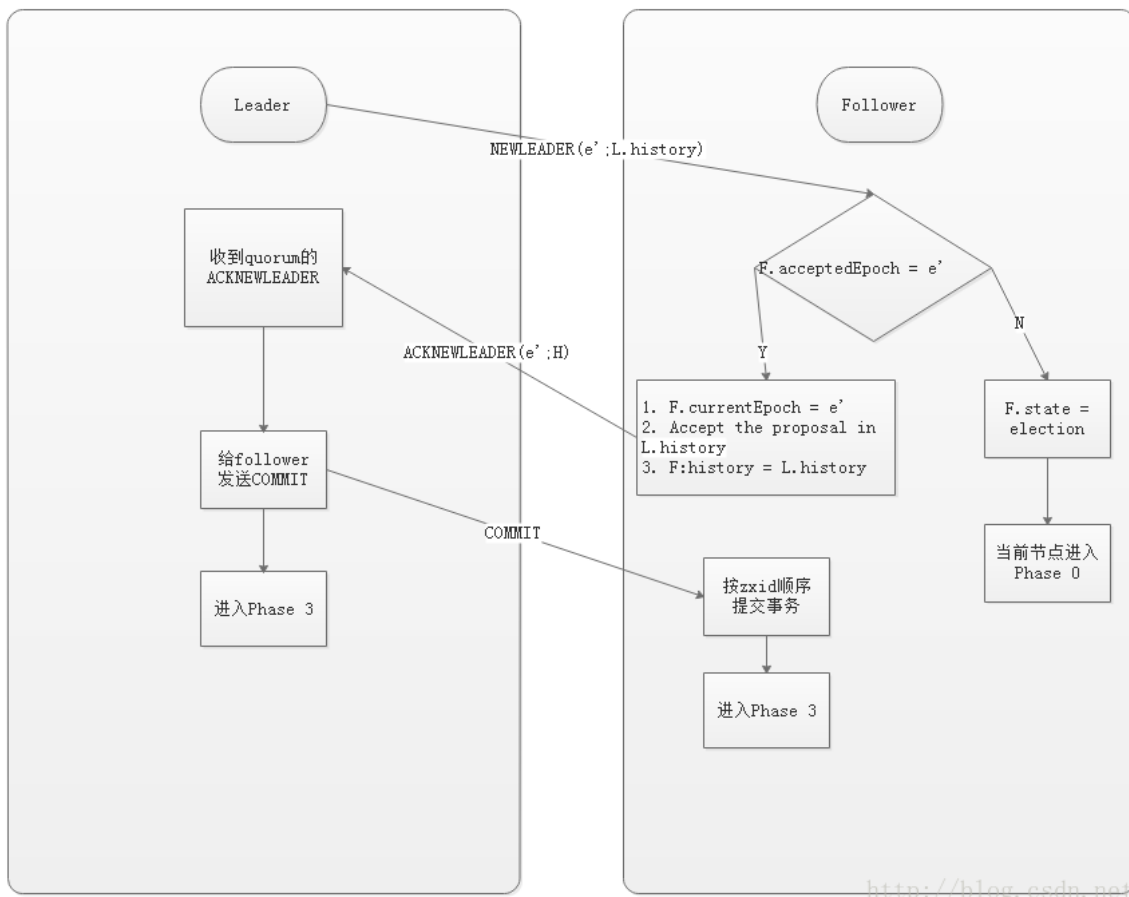 Leader
Follower
NEWLEADER(e';L.history)
收到quorum的
ACKNEWLEADER
F.acceptedEpoch = e'
N
Y
ACKNEWLEADER(e';H)
1. F.currentEpoch = e'
2. Accept the proposal in
L.history
3. F:history = L.history
F.state =
election
给follower
发送COMMIT
COMMIT
当前节点进入
Phase 0
按zxid顺序
提交事务
进入Phase 3
进入Phase 3
http://blog.csdn.net